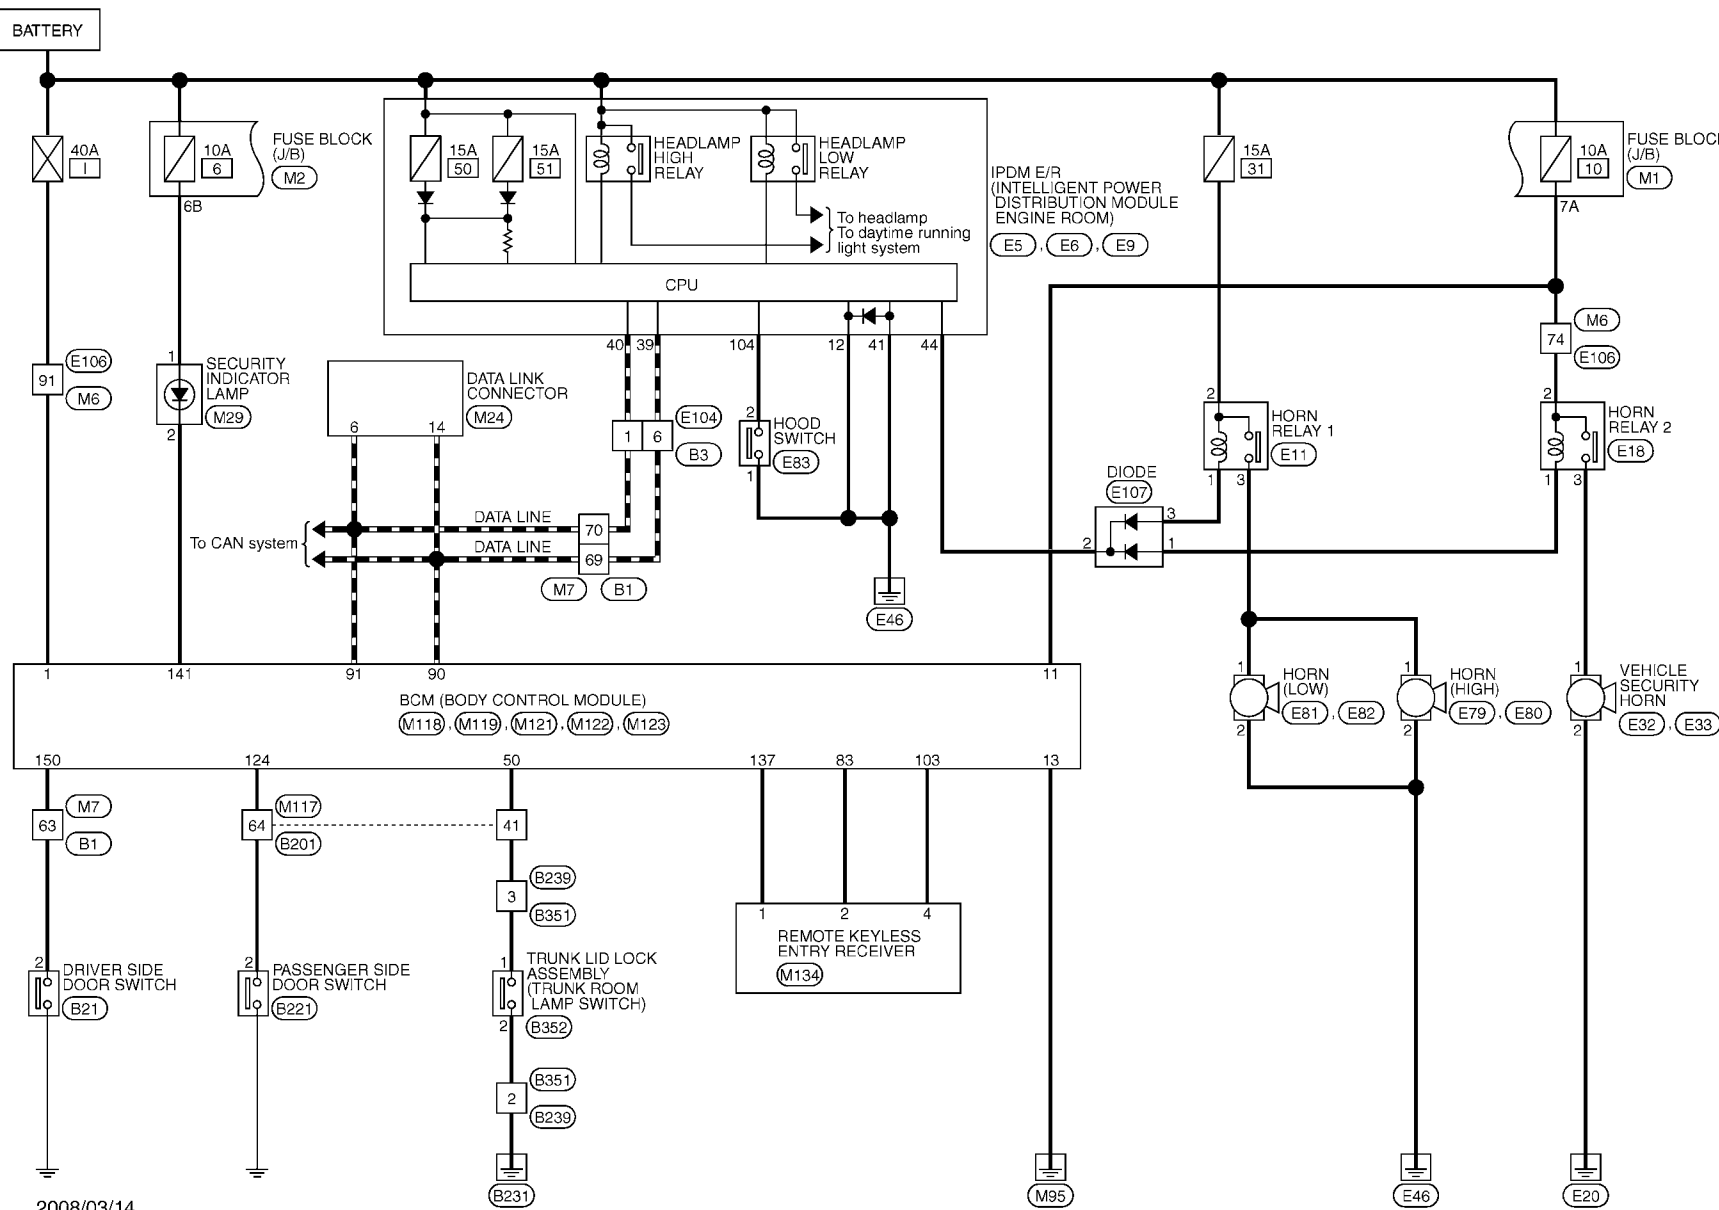 BATTERY
40A
I
10A
6
FUSE BLOCK
(J/B)
M2
6B
15A
50
15A
51
HEADLAMP
HIGH
RELAY
HEADLAMP
LOW
RELAY
To headlamp
To daytime running
light system
CPU
IPDM E/R
(INTELLIGENT POWER
DISTRIBUTION MODULE
ENGINE ROOM)
E5 , E6 , E9
15A
31
10A
10
FUSE BLOCK
(J/B)
M1
7A
40 39 104 12 41 44
M6
74
E106
E106
91
M6
1
SECURITY
INDICATOR
LAMP
M29
2
DATA LINK
CONNECTOR
M24
6 14
1 6
E104
B3
2
HOOD
SWITCH
E83
1
2
HORN
RELAY 1
E11
1 3
2
HORN
RELAY 2
E18
1 3
DIODE
E107
3
2 1
To CAN system
DATA LINE
70
DATA LINE
69
M7 B1
E46
1 141 91 90 11
BCM (BODY CONTROL MODULE)
M118 , M119 , M121 , M122 , M123
150 124 50 137 83 103 13
1
HORN
(LOW)
E81 , E82
2
1
HORN
(HIGH)
E79 , E80
2
1
VEHICLE
SECURITY
HORN
E32 , E33
2
M7
63
B1
M117
64
B201
41
B239
3
B351
1 2 4
REMOTE KEYLESS
ENTRY RECEIVER
M134
2
DRIVER SIDE
DOOR SWITCH
B21
2
PASSENGER SIDE
DOOR SWITCH
B221
1
TRUNK LID LOCK
ASSEMBLY
(TRUNK ROOM
LAMP SWITCH)
2
B352
B351
2
B239
B231
M95
E46
E20
2008/03/14